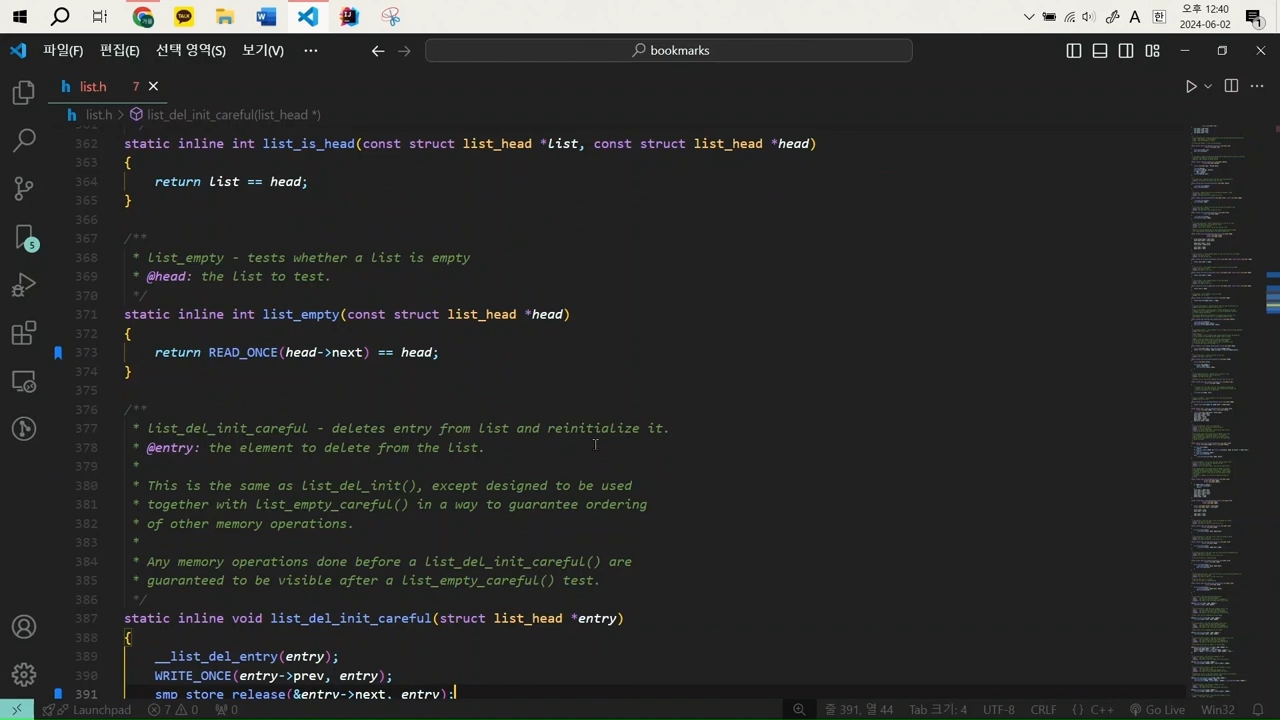 오후 12:40
A 한 2024-06-02 1
파일(F) 편집(E) 선택 영역(S) 보기(V) ··· bookmarks
h list.h 7
h list.h > list_del_init_careful(list_head *)
361 */
362 static inline int list_is_head(const struct list_head *list, const struct list_head *head)
363 {
364 return list == head;
365 }
366
367 /**
368 * list_empty - tests whether a list is empty
369 * @head: the list to test.
370 */
371 static inline int list_empty(const struct list_head *head)
372 {
373 return READ_ONCE(head->next) == head;
374 }
375
376 /**
377 * list_del_init_careful - deletes entry from list and reinitialize it.
378 * @entry: the element to delete from the list.
379 *
380 * This is the same as list_del_init(), except designed to be used
381 * together with list_empty_careful() in a way to guarantee ordering
382 * of other memory operations.
383 *
384 * Any memory operations done before a list_del_init_careful() are
385 * guaranteed to be visible after a list_empty_careful() test.
386 */
387 static inline void list_del_init_careful(struct list_head *entry)
388 {
389 __list_del_entry(entry);
390 WRITE_ONCE(entry->prev, entry);
391 smp_store_release(&entry->next, entry);
5
Launchpad 7 0 0 줄 391, 열 44 Tab 크기: 4 UTF-8 CRLF {} C++ Go Live Win32